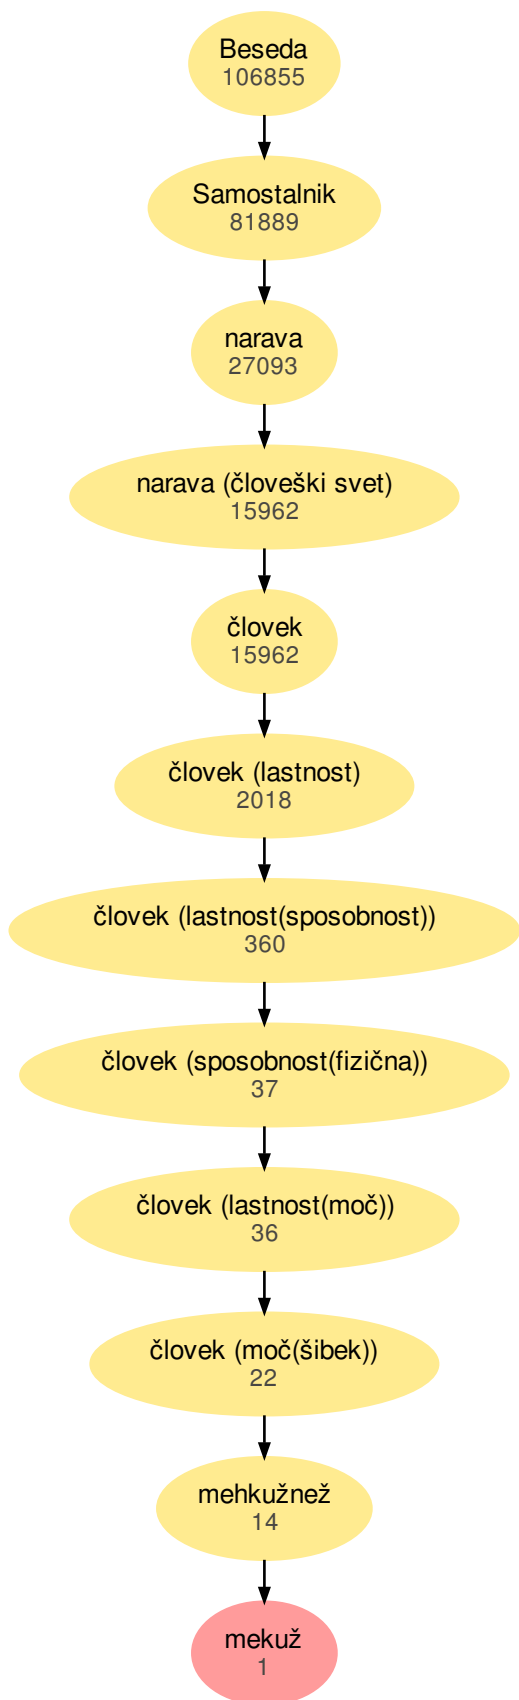 Beseda
106855
Samostalnik
81889
narava
27093
narava (človeški svet)
15962
človek
15962
človek (lastnost)
2018
človek (lastnost(sposobnost))
360
človek (sposobnost(fizična))
37
človek (lastnost(moč))
36
človek (moč(šibek))
22
mehkužnež
14
mekuž
1